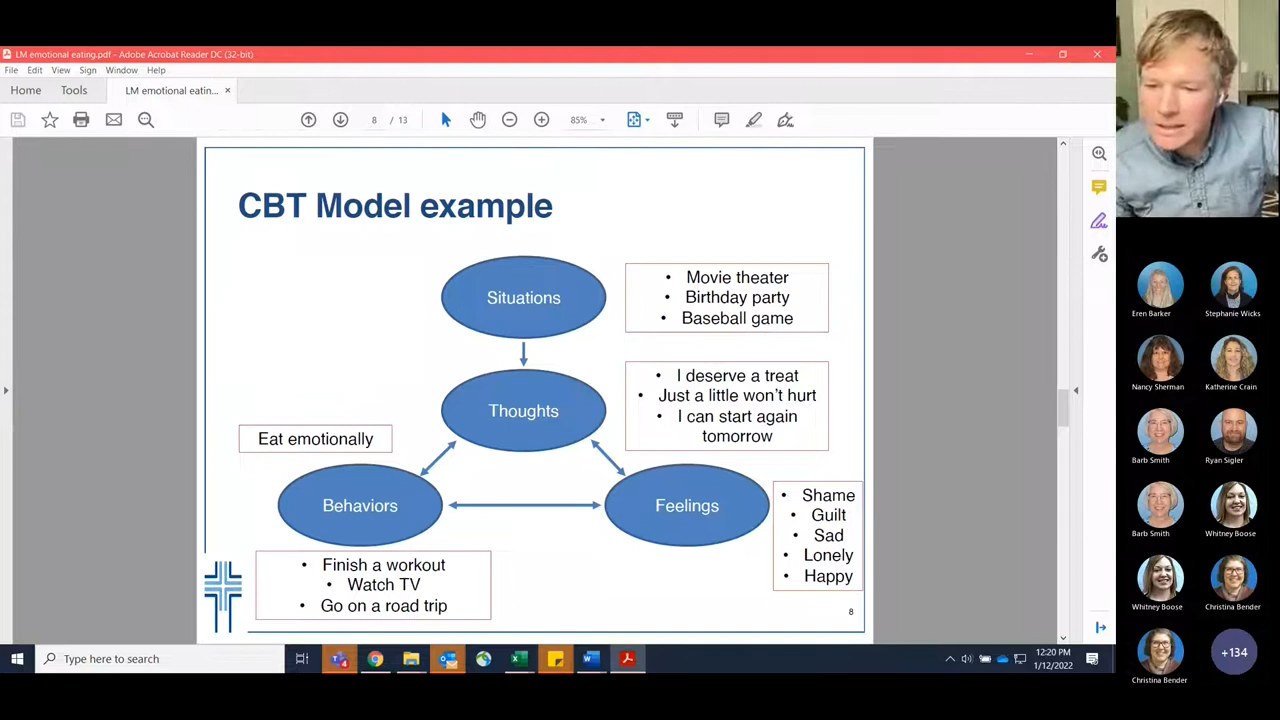 LM emotional eating.pdf - Adobe Acrobat Reader DC (32-bit)
File Edit View Sign Window Help
Home Tools LM emotional eatin... ×
8 / 13 85%
CBT Model example
Situations
• Movie theater
• Birthday party
• Baseball game
Thoughts
• I deserve a treat
• Just a little won't hurt
• I can start again
tomorrow
Eat emotionally
Behaviors
Feelings
• Shame
• Guilt
• Sad
• Lonely
• Happy
• Finish a workout
• Watch TV
• Go on a road trip
8
Eren Barker Stephanie Wicks
Nancy Sherman Katherine Crain
Barb Smith Ryan Sigler
Barb Smith Whitney Boose
Whitney Boose Christina Bender
Christina Bender +134
Type here to search
12:20 PM
1/12/2022